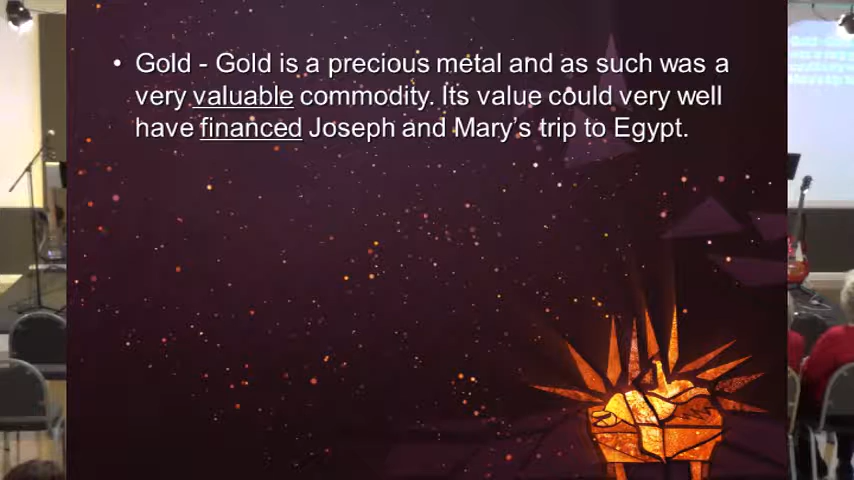 • Gold - Gold is a precious metal and as such was a
very valuable commodity. Its value could very well
have financed Joseph and Mary's trip to Egypt.